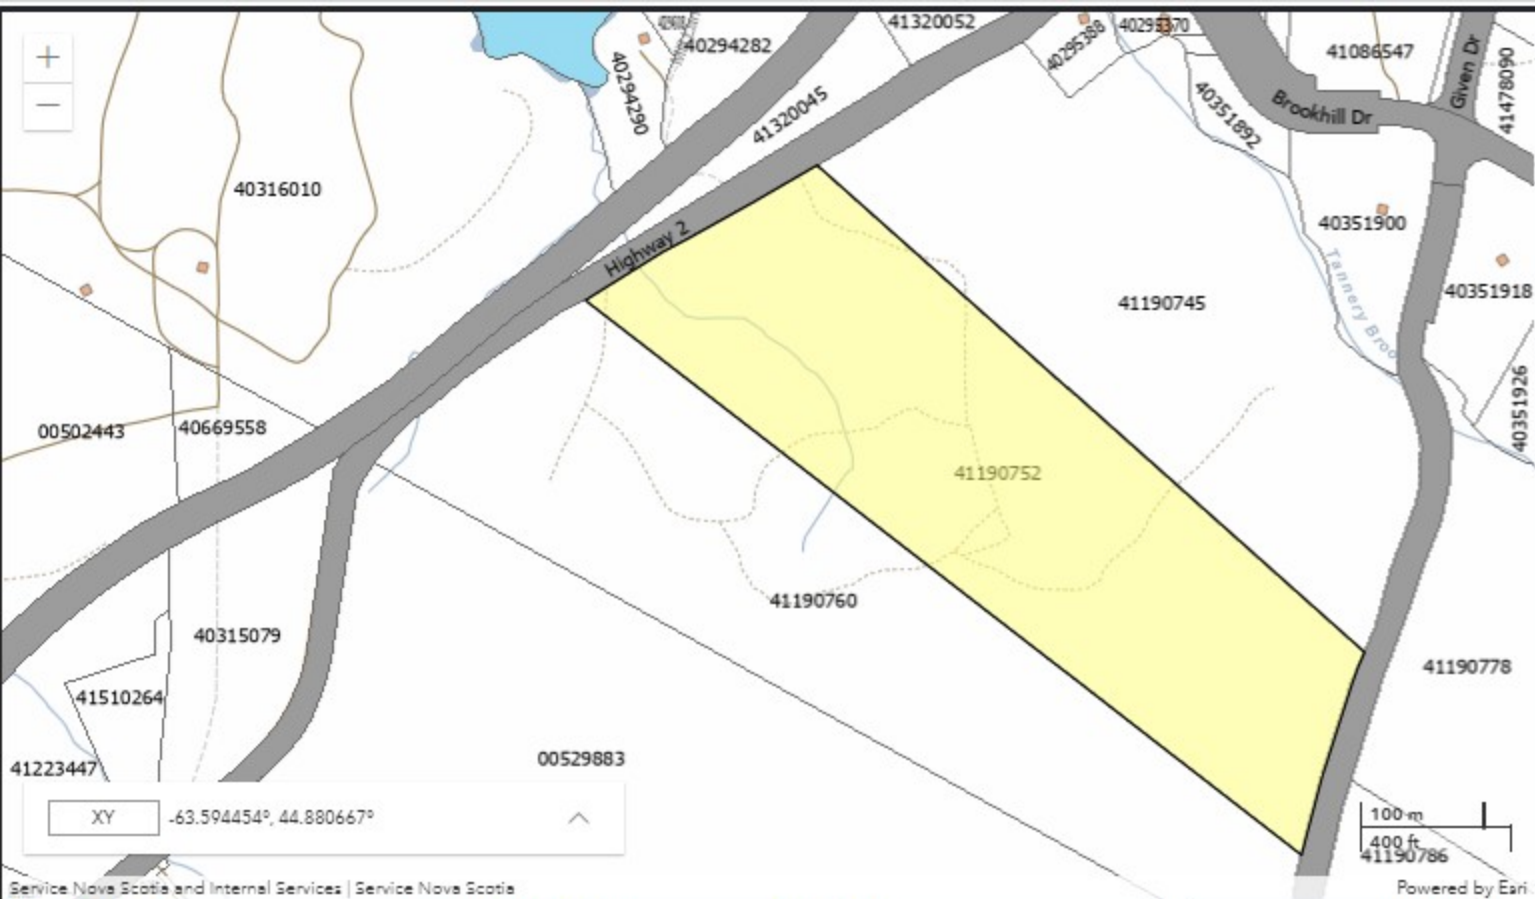 +
−
41320052
40294282
40295388
40293370
41086547
Given Dr
41478090
40294290
41320045
Brookhill Dr
40351892
40316010
40351900
Highway 2
41190745
Tannery Broo
40351918
00502443
40669558
40351926
41190752
41190760
40315079
41190778
41510264
00529883
41223447
XY -63.594454°, 44.880667°
100 m
400 ft
41190786
Service Nova Scotia and Internal Services | Service Nova Scotia
Powered by Esri